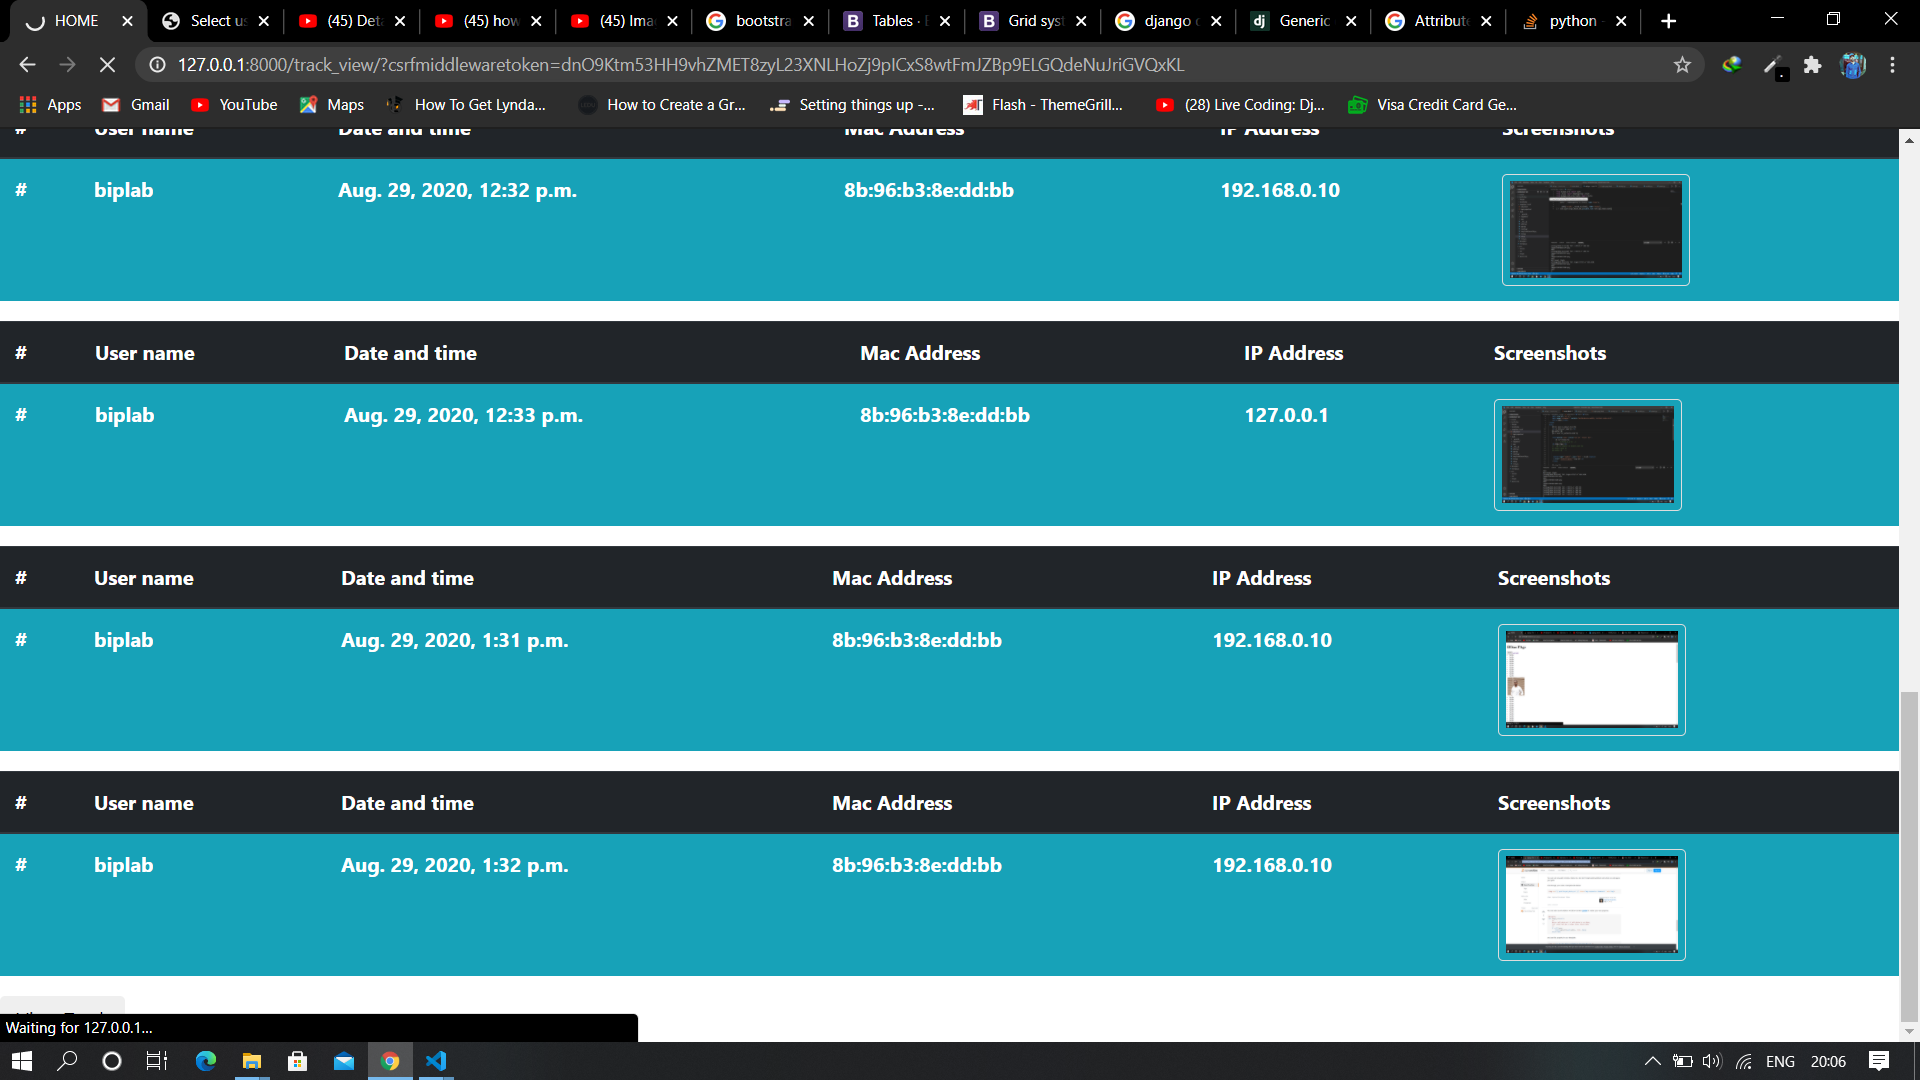 HOME Select us (45) Deta (45) how (45) Ima bootstra Tables · Grid syst django Generic Attribute python
127.0.0.1:8000/track_view/?csrfmiddlewaretoken=dnO9Ktm53HH9vhZMET8zyL23XNLHoZj9pICxS8wtFmJZBp9ELGQdeNuJriGVQxKL
Apps Gmail YouTube Maps How To Get Lynda... How to Create a Gr... Setting things up -... Flash - ThemeGrill... (28) Live Coding: Dj... Visa Credit Card Ge...
# User name Date and time Mac Address IP Address Screenshots
# biplab Aug. 29, 2020, 12:32 p.m. 8b:96:b3:8e:dd:bb 192.168.0.10
# User name Date and time Mac Address IP Address Screenshots
# biplab Aug. 29, 2020, 12:33 p.m. 8b:96:b3:8e:dd:bb 127.0.0.1
# User name Date and time Mac Address IP Address Screenshots
# biplab Aug. 29, 2020, 1:31 p.m. 8b:96:b3:8e:dd:bb 192.168.0.10
# User name Date and time Mac Address IP Address Screenshots
# biplab Aug. 29, 2020, 1:32 p.m. 8b:96:b3:8e:dd:bb 192.168.0.10
Waiting for 127.0.0.1...
ENG 20:06